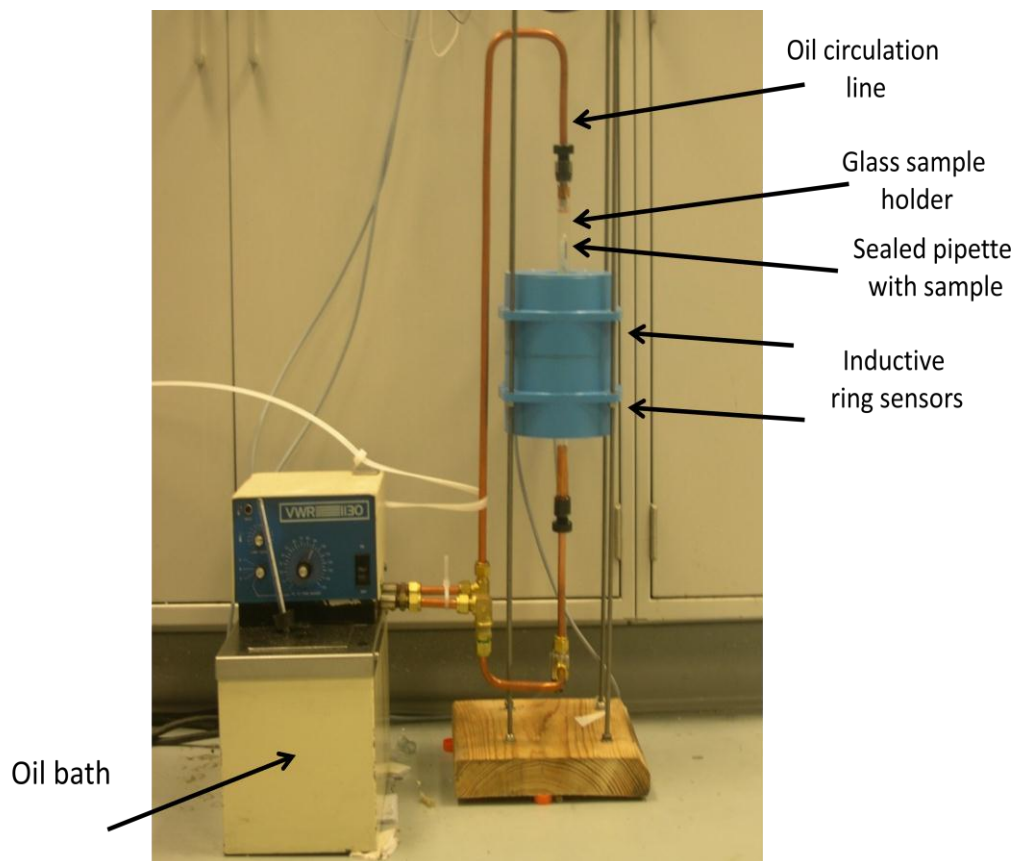 Oil circulation
line
Glass sample
holder
Sealed pipette
with sample
Inductive
ring sensors
VWR 1130
Oil bath